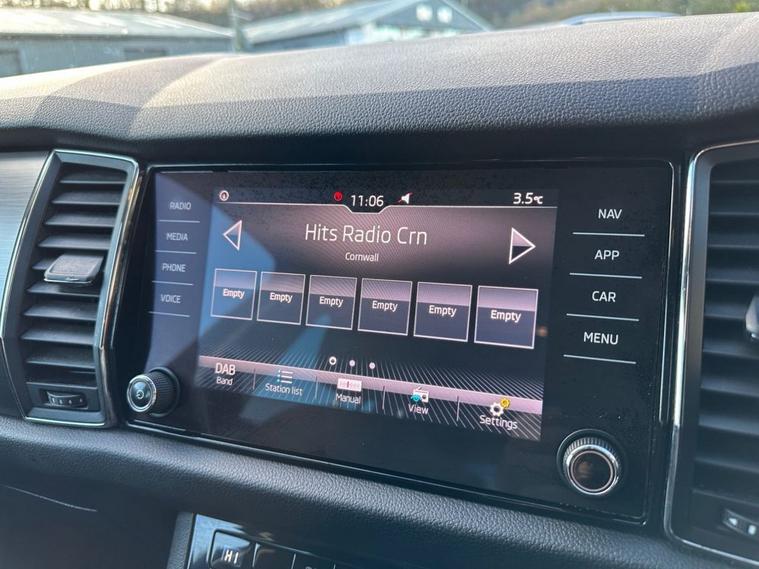 RADIO
MEDIA
PHONE
VOICE
11:06
3.5°C
Hits Radio Crn
Cornwall
Empty Empty Empty Empty Empty Empty
DAB
Band
Station list
Manual
View
Settings
NAV
APP
CAR
MENU
HI